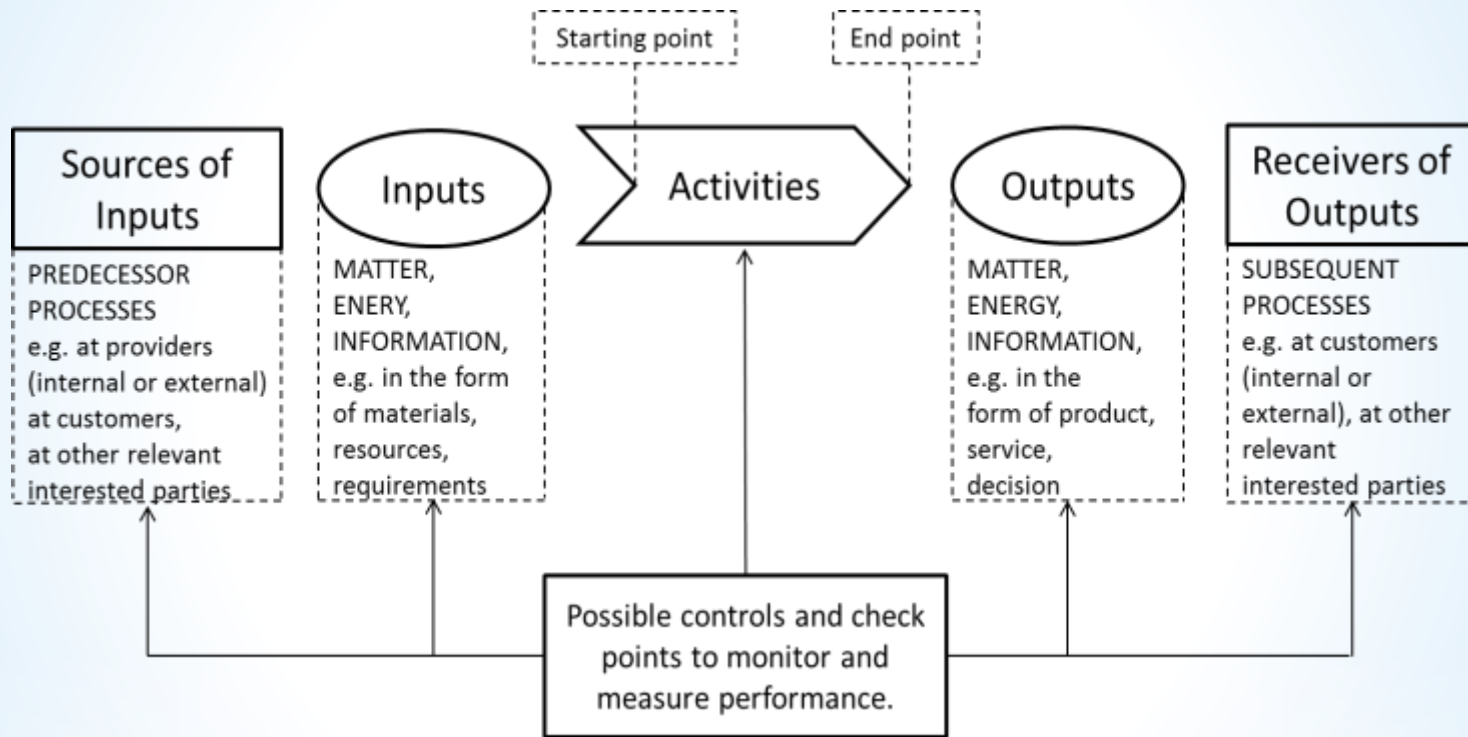 Starting point
End point
Sources of
Inputs
PREDECESSOR
PROCESSES
e.g. at providers
(internal or external)
at customers,
at other relevant
interested parties
Inputs
MATTER,
ENERY,
INFORMATION,
e.g. in the form
of materials,
resources,
requirements
Activities
Outputs
MATTER,
ENERGY,
INFORMATION,
e.g. in the
form of product,
service,
decision
Receivers of
Outputs
SUBSEQUENT
PROCESSES
e.g. at customers
(internal or
external), at other
relevant
interested parties
Possible controls and check
points to monitor and
measure performance.